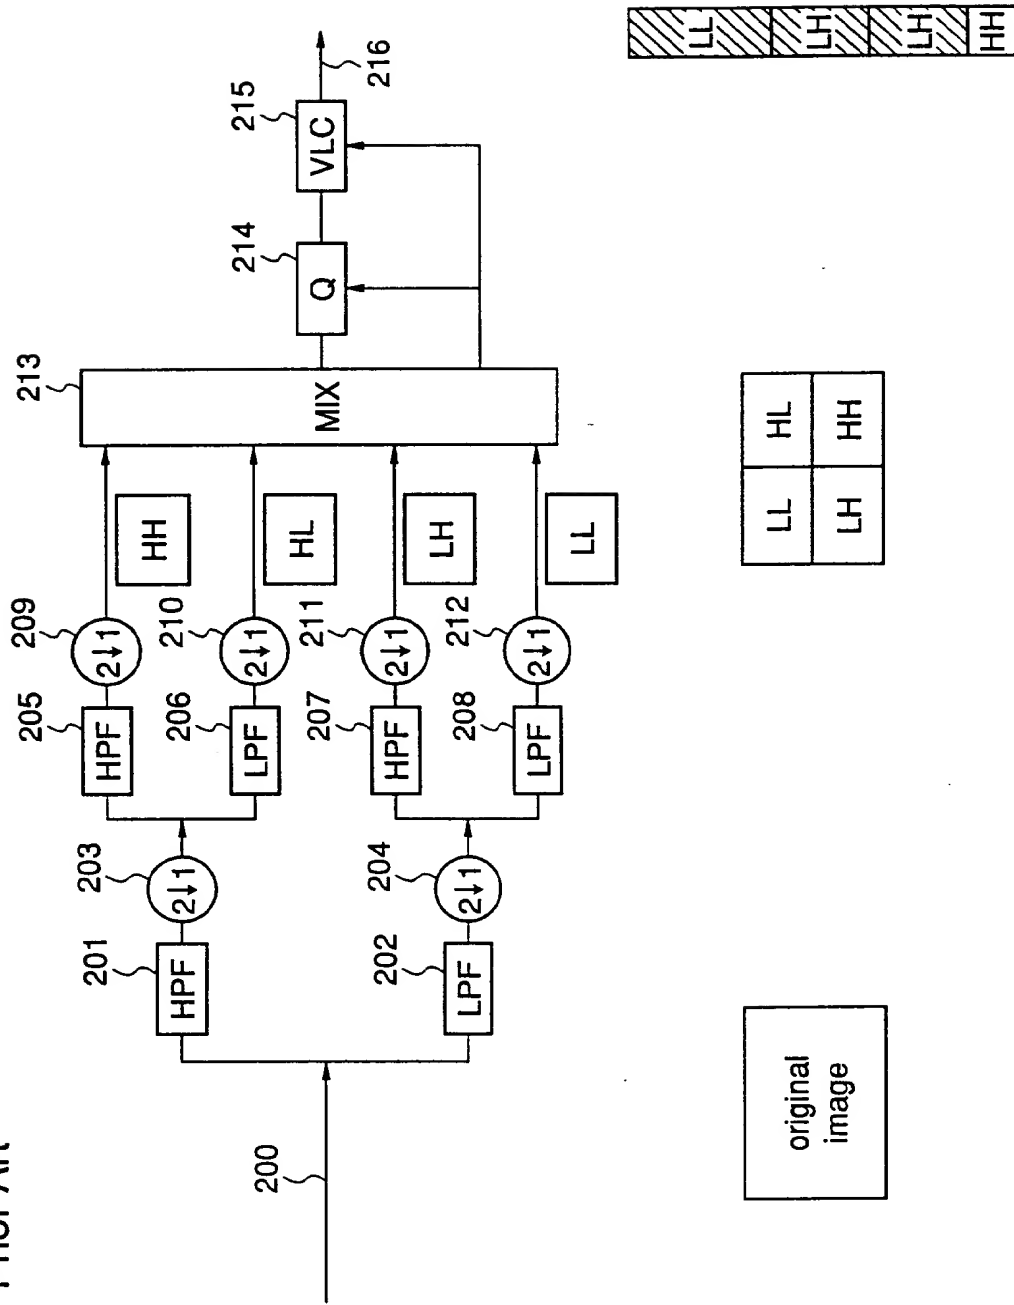 Prior Art
200
201
HPF
202
LPF
203
2↓1
204
2↓1
205
HPF
206
LPF
207
HPF
208
LPF
209
2↓1
210
2↓1
211
2↓1
212
2↓1
HH
HL
LH
LL
213
MIX
214
Q
215
VLC
216
original
image
LL HL
LH HH
LL
LH
LH
HH